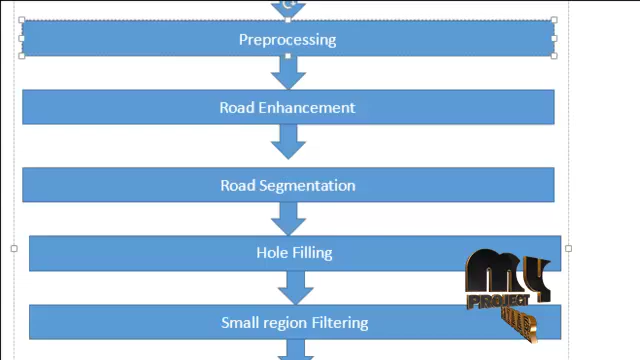 Preprocessing
Road Enhancement
Road Segmentation
Hole Filling
MY
PROJECT
Small region Filtering